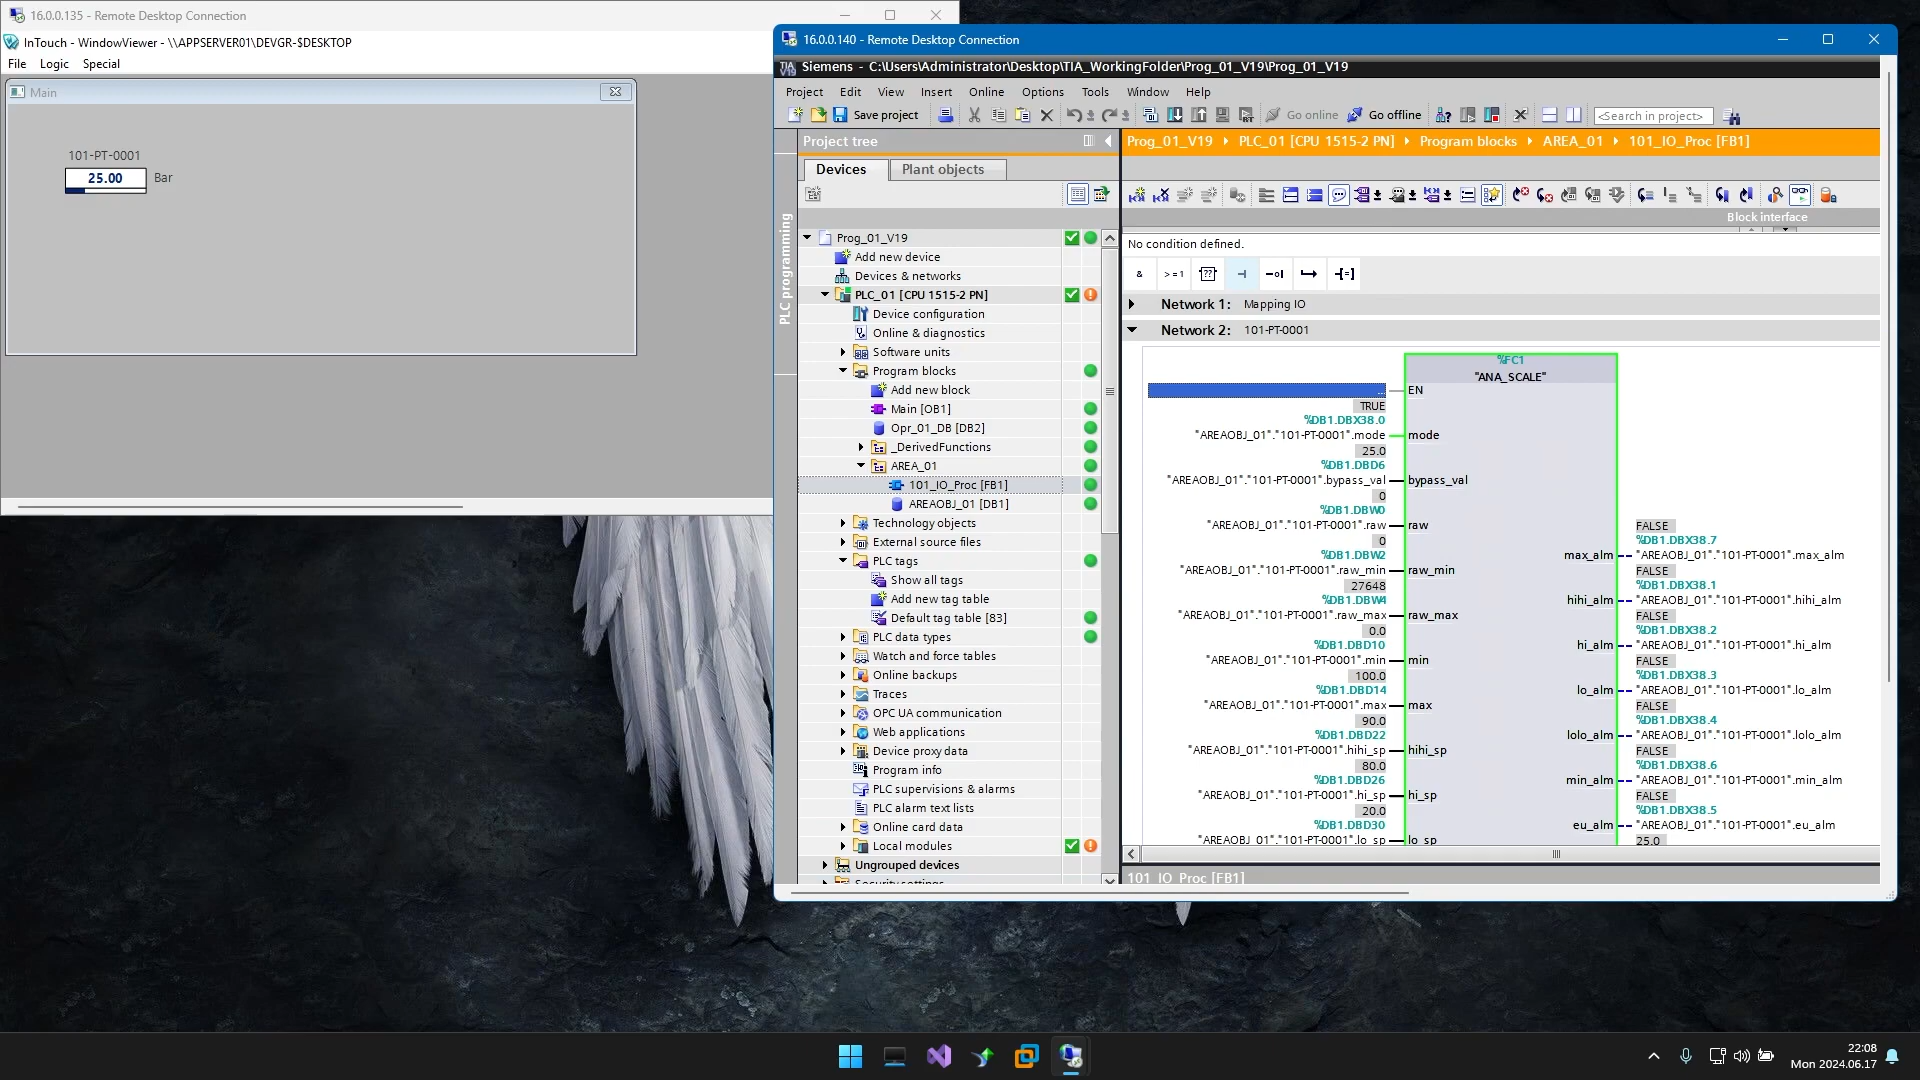 16.0.0.135 - Remote Desktop Connection
InTouch - WindowViewer - \\APPSERVER01\DEVGR-$DESKTOP
File Logic Special
Main
101-PT-0001
25.00 Bar
16.0.0.140 - Remote Desktop Connection
Siemens - C:\Users\Administrator\Desktop\TIA_WorkingFolder\Prog_01_V19\Prog_01_V19
Project Edit View Insert Online Options Tools Window Help
Save project Go online Go offline <Search in project>
Project tree
Devices Plant objects
PLC programming
Prog_01_V19
Add new device
Devices & networks
PLC_01 [CPU 1515-2 PN]
Device configuration
Online & diagnostics
Software units
Program blocks
Add new block
Main [OB1]
Opr_01_DB [DB2]
_DerivedFunctions
AREA_01
101_IO_Proc [FB1]
AREAOBJ_01 [DB1]
Technology objects
External source files
PLC tags
Show all tags
Add new tag table
Default tag table [83]
PLC data types
Watch and force tables
Online backups
Traces
OPC UA communication
Web applications
Device proxy data
Program info
PLC supervisions & alarms
PLC alarm text lists
Online card data
Local modules
Ungrouped devices
Security settings
Prog_01_V19 PLC_01 [CPU 1515-2 PN] Program blocks AREA_01 101_IO_Proc [FB1]
Block interface
No condition defined.
& >=1 ??
Network 1: Mapping IO
Network 2: 101-PT-0001
%FC1
"ANA_SCALE"
... EN
TRUE
%DB1.DBX38.0
"AREAOBJ_01"."101-PT-0001".mode mode
25.0
%DB1.DBD6
"AREAOBJ_01"."101-PT-0001".bypass_val bypass_val
0
%DB1.DBW0
"AREAOBJ_01"."101-PT-0001".raw raw
0
%DB1.DBW2
"AREAOBJ_01"."101-PT-0001".raw_min raw_min
27648
%DB1.DBW4
"AREAOBJ_01"."101-PT-0001".raw_max raw_max
0.0
%DB1.DBD10
"AREAOBJ_01"."101-PT-0001".min min
100.0
%DB1.DBD14
"AREAOBJ_01"."101-PT-0001".max max
90.0
%DB1.DBD22
"AREAOBJ_01"."101-PT-0001".hihi_sp hihi_sp
80.0
%DB1.DBD26
"AREAOBJ_01"."101-PT-0001".hi_sp hi_sp
20.0
%DB1.DBD30
"AREAOBJ_01"."101-PT-0001".lo_sp lo_sp
FALSE
%DB1.DBX38.7
max_alm "AREAOBJ_01"."101-PT-0001".max_alm
FALSE
%DB1.DBX38.1
hihi_alm "AREAOBJ_01"."101-PT-0001".hihi_alm
FALSE
%DB1.DBX38.2
hi_alm "AREAOBJ_01"."101-PT-0001".hi_alm
FALSE
%DB1.DBX38.3
lo_alm "AREAOBJ_01"."101-PT-0001".lo_alm
FALSE
%DB1.DBX38.4
lolo_alm "AREAOBJ_01"."101-PT-0001".lolo_alm
FALSE
%DB1.DBX38.6
min_alm "AREAOBJ_01"."101-PT-0001".min_alm
FALSE
%DB1.DBX38.5
eu_alm "AREAOBJ_01"."101-PT-0001".eu_alm
25.0
101_IO_Proc [FB1]
22:08
Mon 2024.06.17